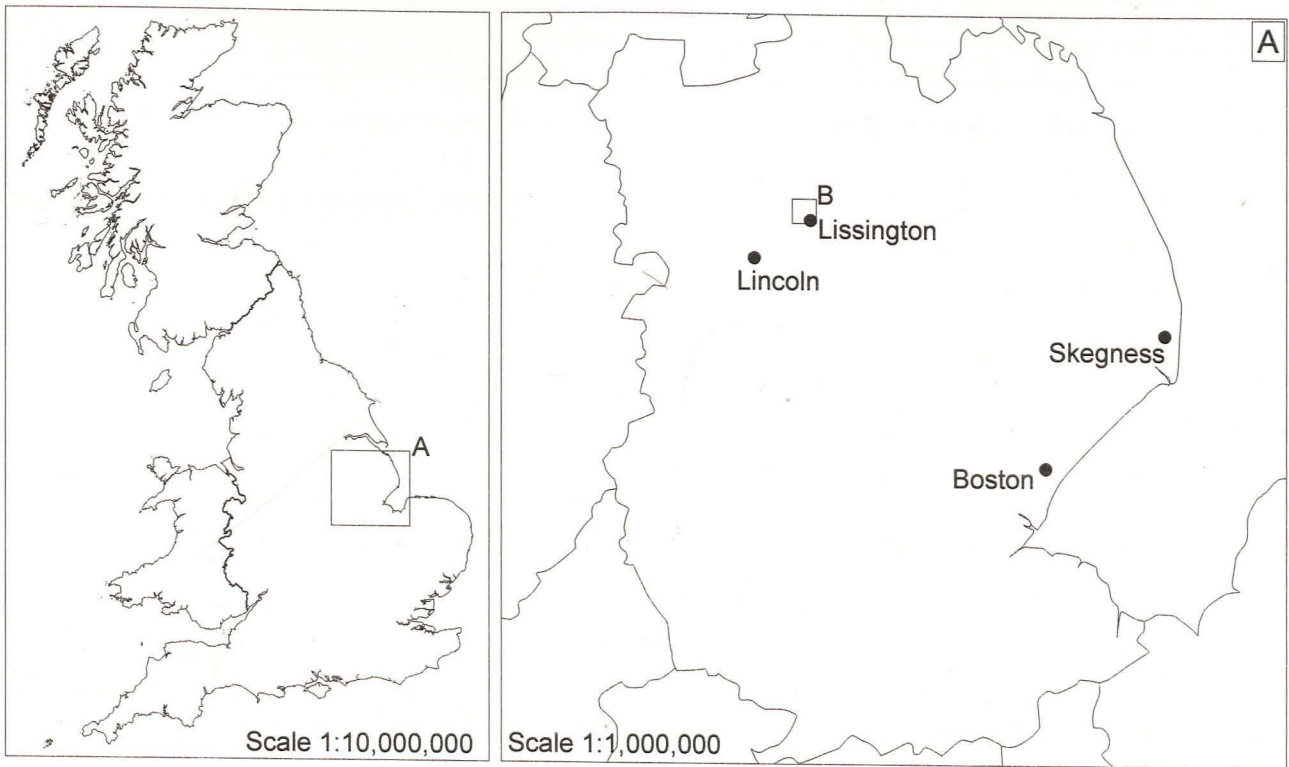 A
Scale 1:10,000,000
A
B
Lissington
Lincoln
Skegness
Boston
Scale 1:1,000,000